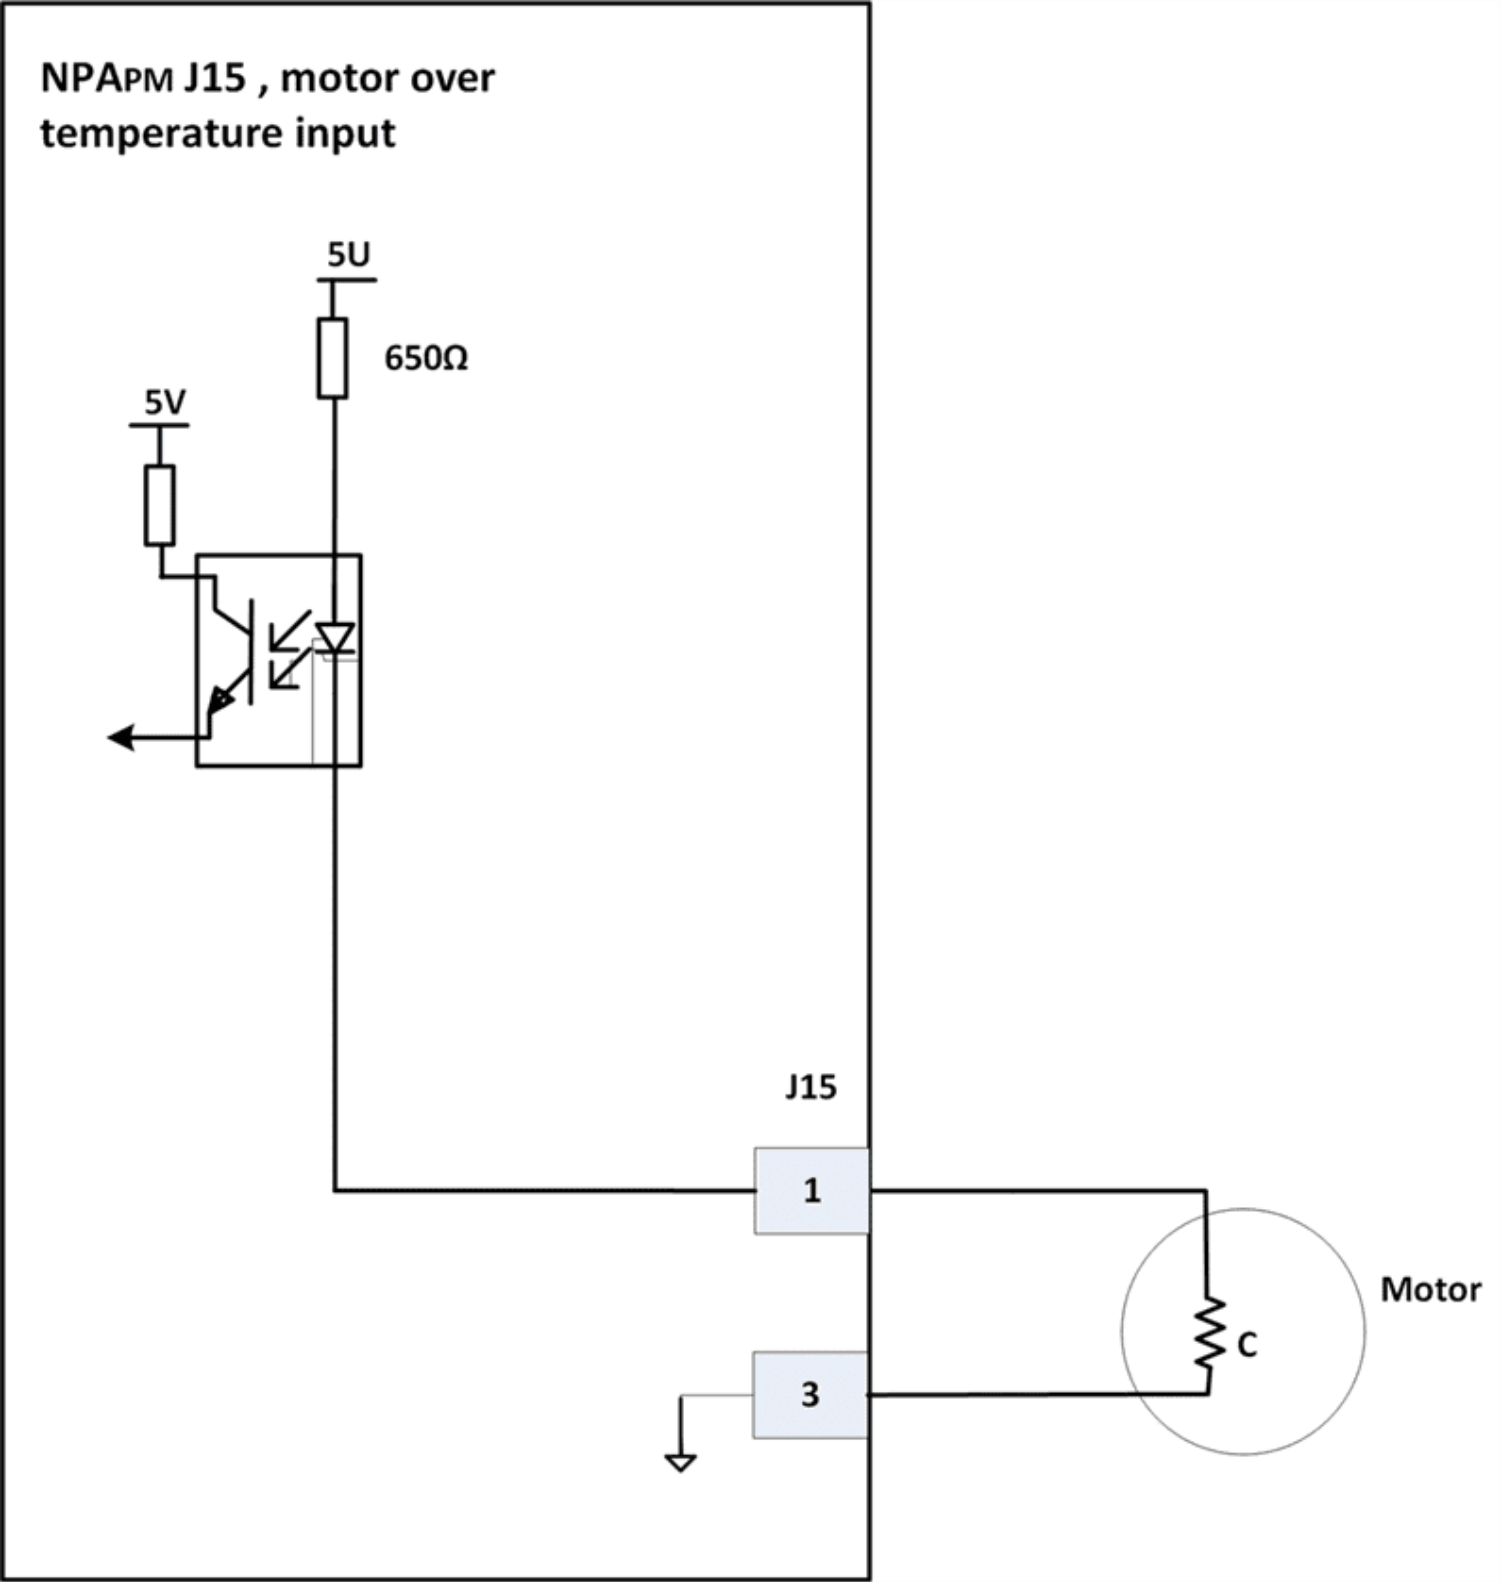 NPAPM J15 , motor over
temperature input
5U
650Ω
5V
J15
1
Motor
C
3